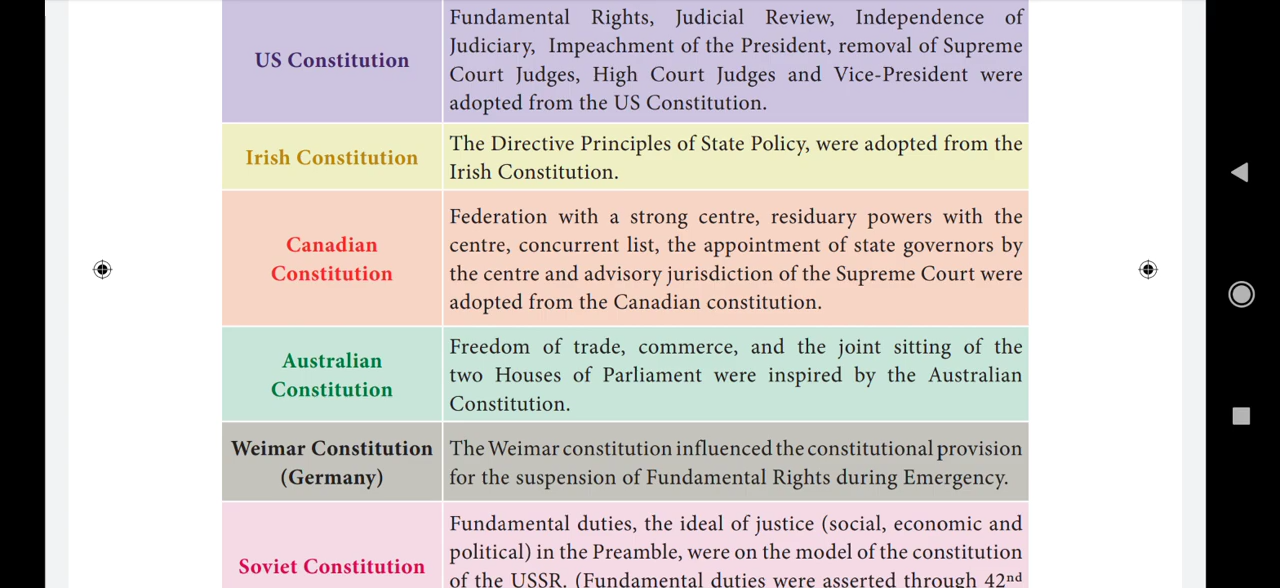 US Constitution
Fundamental Rights, Judicial Review, Independence of
Judiciary, Impeachment of the President, removal of Supreme
Court Judges, High Court Judges and Vice-President were
adopted from the US Constitution.
Irish Constitution
The Directive Principles of State Policy, were adopted from the
Irish Constitution.
Canadian
Constitution
Federation with a strong centre, residuary powers with the
centre, concurrent list, the appointment of state governors by
the centre and advisory jurisdiction of the Supreme Court were
adopted from the Canadian constitution.
Australian
Constitution
Freedom of trade, commerce, and the joint sitting of the
two Houses of Parliament were inspired by the Australian
Constitution.
Weimar Constitution
(Germany)
The Weimar constitution influenced the constitutional provision
for the suspension of Fundamental Rights during Emergency.
Soviet Constitution
Fundamental duties, the ideal of justice (social, economic and
political) in the Preamble, were on the model of the constitution
of the USSR. (Fundamental duties were asserted through 42nd